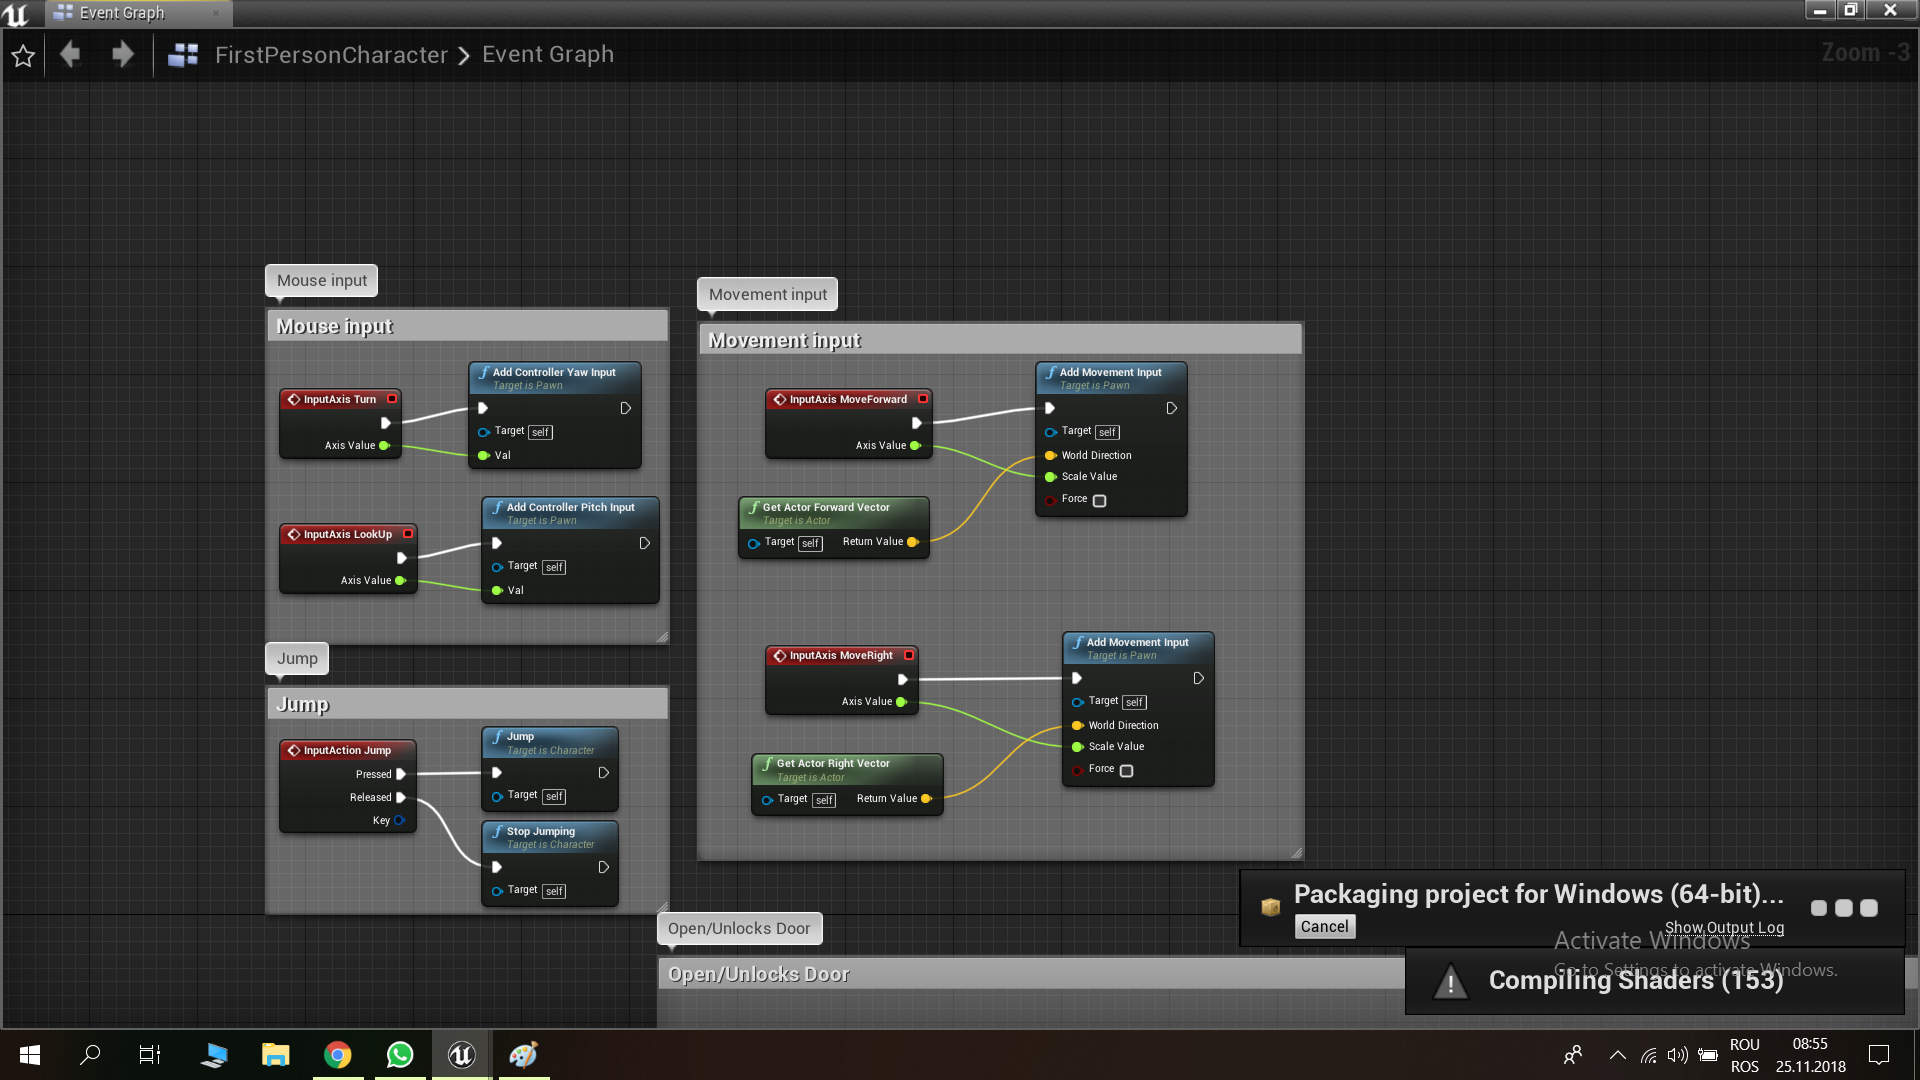 Event Graph
FirstPersonCharacter > Event Graph
Zoom -3
Mouse input
Mouse input
InputAxis Turn
Axis Value
Add Controller Yaw Input
Target is Pawn
Target self
Val
InputAxis LookUp
Axis Value
Add Controller Pitch Input
Target is Pawn
Target self
Val
Jump
Jump
InputAction Jump
Pressed
Released
Key
Jump
Target is Character
Target self
Stop Jumping
Target is Character
Target self
Movement input
Movement input
InputAxis MoveForward
Axis Value
Add Movement Input
Target is Pawn
Target self
World Direction
Scale Value
Force
Get Actor Forward Vector
Target is Actor
Target self Return Value
InputAxis MoveRight
Axis Value
Add Movement Input
Target is Pawn
Target self
World Direction
Scale Value
Force
Get Actor Right Vector
Target is Actor
Target self Return Value
Open/Unlocks Door
Open/Unlocks Door
Packaging project for Windows (64-bit)...
Cancel
Show Output Log
Activate Windows
Go to Settings to activate Windows.
Compiling Shaders (153)
ROU
ROS
08:55
25.11.2018